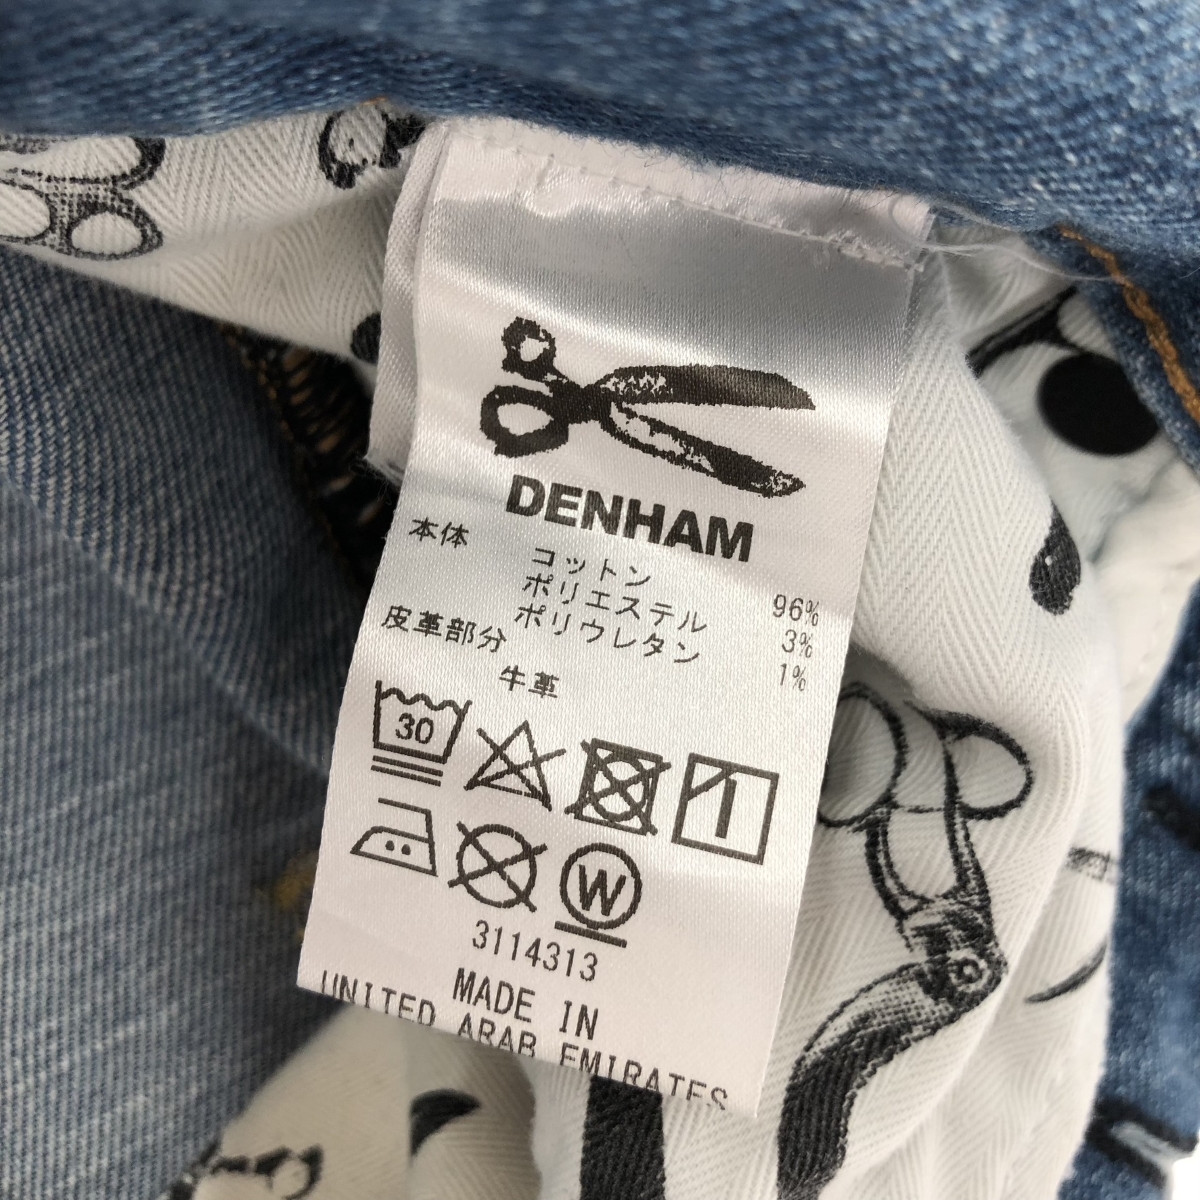 DENHAM
本体 コットン 96%
ポリエステル 3%
ポリウレタン 1%
皮革部分
牛革
30
W
3114313
MADE IN
UNITED ARAB EMIRATES